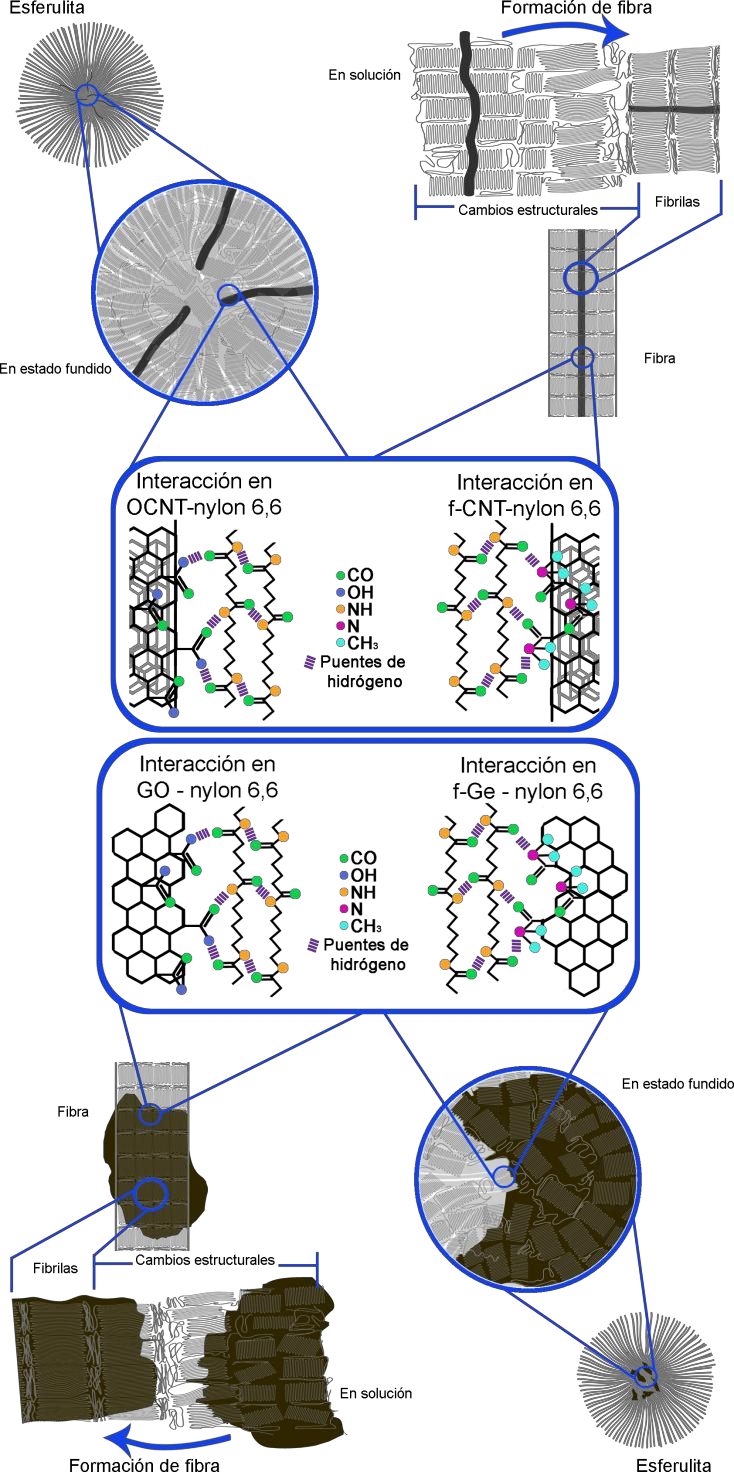 Esferulita
Formación de fibra
En solución
Cambios estructurales
Fibrilas
En estado fundido
Fibra
Interacción en
OCNT-nylon 6,6
Interacción en
f-CNT-nylon 6,6
CO
OH
NH
N
CH₃
Puentes de
hidrógeno
Interacción en
GO - nylon 6,6
Interacción en
f-Ge - nylon 6,6
CO
OH
NH
N
CH₃
Puentes de
hidrógeno
Fibra
En estado fundido
Fibrilas
Cambios estructurales
En solución
Formación de fibra
Esferulita